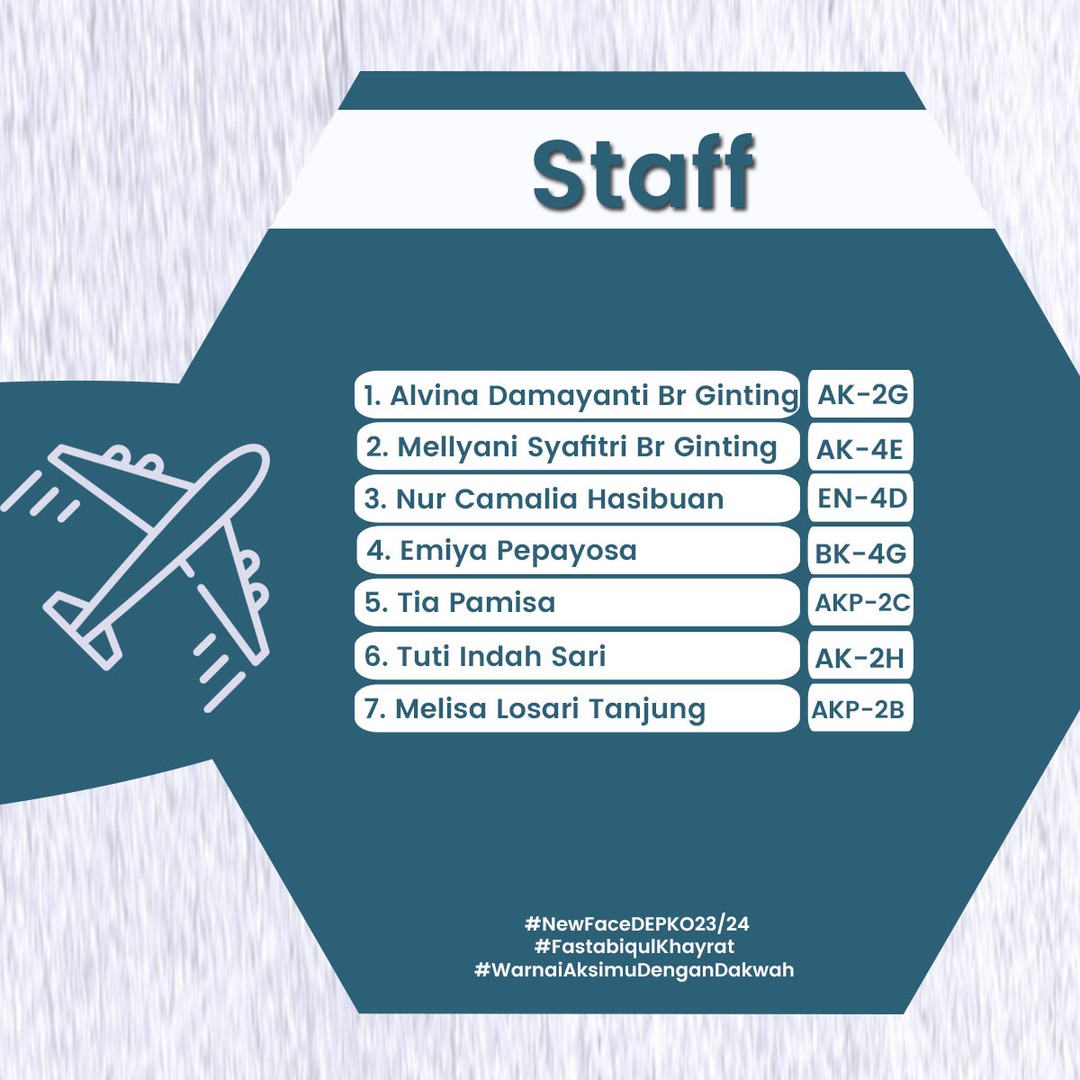 Staff
1. Alvina Damayanti Br Ginting AK-2G
2. Mellyani Syafitri Br Ginting AK-4E
3. Nur Camalia Hasibuan EN-4D
4. Emiya Pepayosa BK-4G
5. Tia Pamisa AKP-2C
6. Tuti Indah Sari AK-2H
7. Melisa Losari Tanjung AKP-2B
#NewFaceDEPKO23/24
#FastabiqulKhayrat
#WarnaiAksimuDenganDakwah